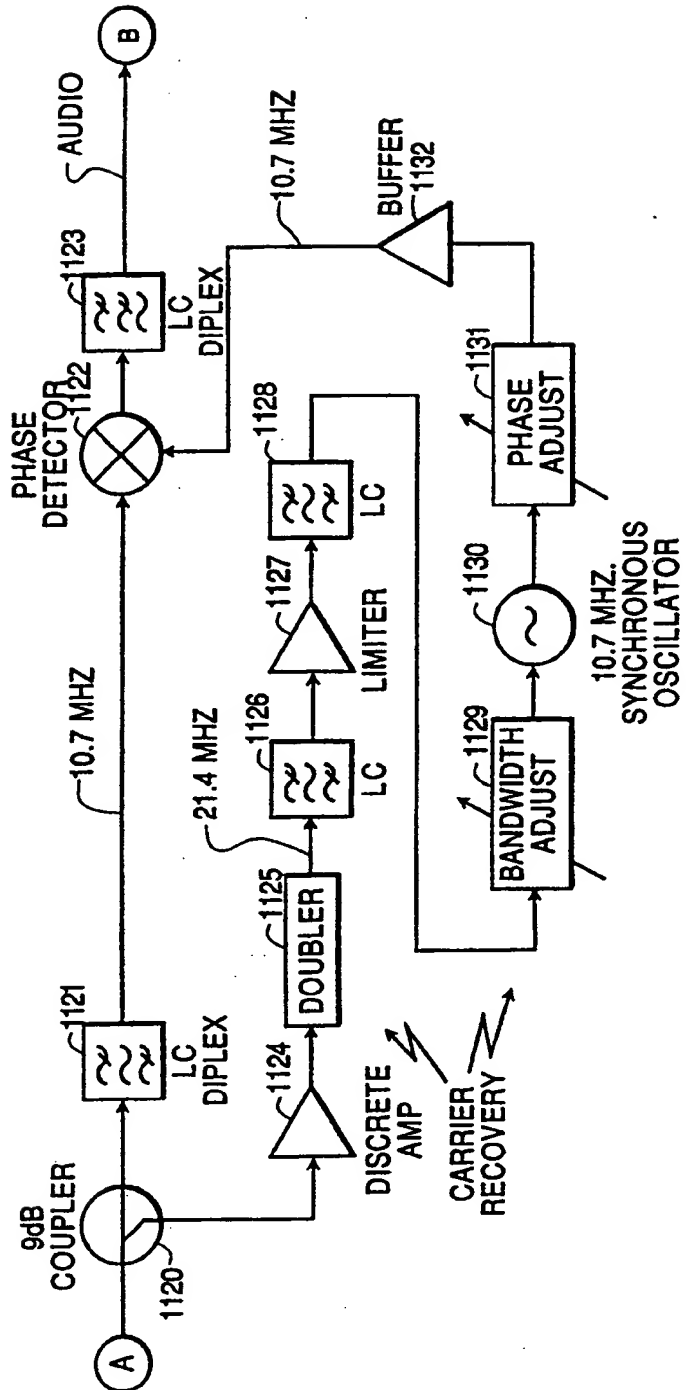 A
9dB
COUPLER
1120
1121
LC
DIPLEX
10.7 MHZ
PHASE
DETECTOR
1122
1123
LC
DIPLEX
AUDIO
B
DISCRETE
AMP
1124
DOUBLER
1125
21.4 MHZ
1126
LC
LIMITER
1127
1128
LC
10.7 MHZ
BUFFER
1132
CARRIER
RECOVERY
BANDWIDTH
ADJUST
1129
1130
10.7 MHZ.
SYNCHRONOUS
OSCILLATOR
PHASE
ADJUST
1131